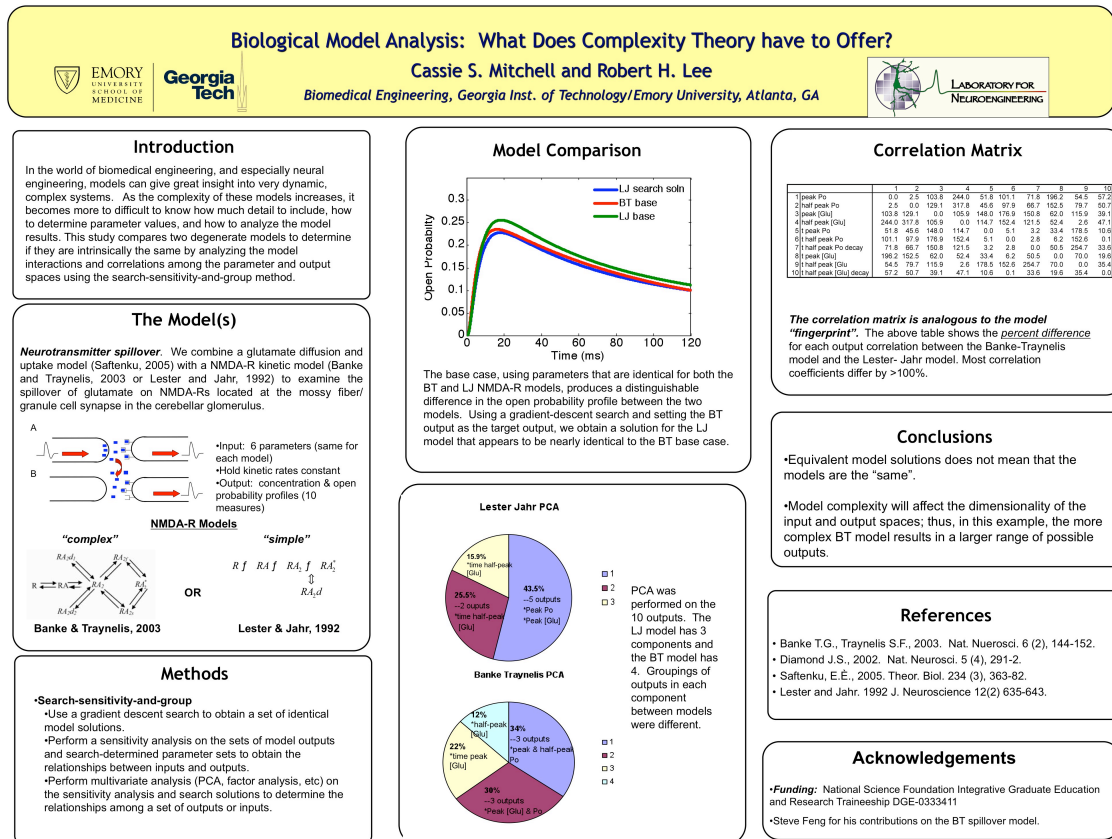 Biological Model Analysis: What Does Complexity Theory have to Offer?
Cassie S. Mitchell and Robert H. Lee
Biomedical Engineering, Georgia Inst. of Technology/Emory University, Atlanta, GA
EMORY
UNIVERSITY
SCHOOL OF
MEDICINE
Georgia
Tech
LABORATORY FOR
NEUROENGINEERING
Introduction
In the world of biomedical engineering, and especially neural
engineering, models can give great insight into very dynamic,
complex systems. As the complexity of these models increases, it
becomes more to difficult to know how much detail to include, how
to determine parameter values, and how to analyze the model
results. This study compares two degenerate models to determine
if they are intrinsically the same by analyzing the model
interactions and correlations among the parameter and output
spaces using the search-sensitivity-and-group method.
The Model(s)
Neurotransmitter spillover. We combine a glutamate diffusion and
uptake model (Saftenku, 2005) with a NMDA-R kinetic model (Banke
and Traynelis, 2003 or Lester and Jahr, 1992) to examine the
spillover of glutamate on NMDA-Rs located at the mossy fiber/
granule cell synapse in the cerebellar glomerulus.
A
B
•Input: 6 parameters (same for
each model)
•Hold kinetic rates constant
•Output: concentration & open
probability profiles (10
measures)
NMDA-R Models
"complex"
"simple"
RA₂d₁
RA₂f
R
RA
RA₂
RA₂*
RA₂d₂
RA₂s
OR
R f RA f RA₂ f RA₂*
⇕
RA₂d
Banke & Traynelis, 2003
Lester & Jahr, 1992
Methods
•Search-sensitivity-and-group
•Use a gradient descent search to obtain a set of identical
model solutions.
•Perform a sensitivity analysis on the sets of model outputs
and search-determined parameter sets to obtain the
relationships between inputs and outputs.
•Perform multivariate analysis (PCA, factor analysis, etc) on
the sensitivity analysis and search solutions to determine the
relationships among a set of outputs or inputs.
Model Comparison
LJ search soln
BT base
LJ base
Open Probability
0.3
0.25
0.2
0.15
0.1
0.05
0
0 20 40 60 80 100 120
Time (ms)
The base case, using parameters that are identical for both the
BT and LJ NMDA-R models, produces a distinguishable
difference in the open probability profile between the two
models. Using a gradient-descent search and setting the BT
output as the target output, we obtain a solution for the LJ
model that appears to be nearly identical to the BT base case.
Lester Jahr PCA
15.9%
*time half-peak
[Glu]
43.5%
--5 outputs
*Peak Po
*Peak [Glu]
25.5%
--2 ouputs
*time half-peak
[Glu]
1
2
3
Banke Traynelis PCA
12%
*half-peak
[Glu]
34%
--3 outputs
*peak & half-peak
Po
22%
*time peak
[Glu]
30%
--3 outputs
*Peak [Glu] & Po
1
2
3
4
PCA was
performed on the
10 outputs. The
LJ model has 3
components and
the BT model has
4. Groupings of
outputs in each
component
between models
were different.
Correlation Matrix
1 2 3 4 5 6 7 8 9 10
1 peak Po 0.0 2.5 103.8 244.0 51.8 101.1 71.8 196.2 54.5 57.2
2 half peak Po 2.5 0.0 129.1 317.8 45.6 97.9 66.7 152.5 79.7 50.7
3 peak [Glu] 103.8 129.1 0.0 105.9 148.0 176.9 150.8 62.0 115.9 39.1
4 half peak [Glu] 244.0 317.8 105.9 0.0 114.7 152.4 121.5 52.4 2.6 47.1
5 t peak Po 51.8 45.6 148.0 114.7 0.0 5.1 3.2 33.4 178.5 10.6
6 t half peak Po 101.1 97.9 176.9 152.4 5.1 0.0 2.8 6.2 152.6 0.1
7 t half peak Po decay 71.8 66.7 150.8 121.5 3.2 2.8 0.0 50.5 254.7 33.6
8 t peak [Glu] 196.2 152.5 62.0 52.4 33.4 6.2 50.5 0.0 70.0 19.6
9 t half peak [Glu 54.5 79.7 115.9 2.6 178.5 152.6 254.7 70.0 0.0 35.4
10 t half peak [Glu] decay 57.2 50.7 39.1 47.1 10.6 0.1 33.6 19.6 35.4 0.0
The correlation matrix is analogous to the model
"fingerprint". The above table shows the percent difference
for each output correlation between the Banke-Traynelis
model and the Lester- Jahr model. Most correlation
coefficients differ by >100%.
Conclusions
•Equivalent model solutions does not mean that the
models are the "same".
•Model complexity will affect the dimensionality of the
input and output spaces; thus, in this example, the more
complex BT model results in a larger range of possible
outputs.
References
• Banke T.G., Traynelis S.F., 2003. Nat. Nuerosci. 6 (2), 144-152.
• Diamond J.S., 2002. Nat. Neurosci. 5 (4), 291-2.
• Saftenku, E.È., 2005. Theor. Biol. 234 (3), 363-82.
• Lester and Jahr. 1992 J. Neuroscience 12(2) 635-643.
Acknowledgements
•Funding: National Science Foundation Integrative Graduate Education
and Research Traineeship DGE-0333411
•Steve Feng for his contributions on the BT spillover model.